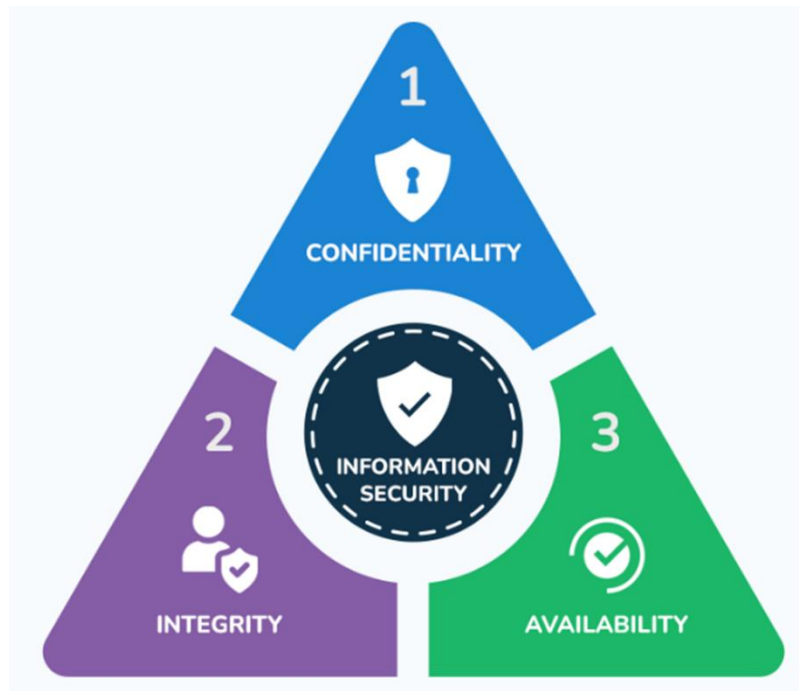 1
CONFIDENTIALITY
2
3
INFORMATION
SECURITY
INTEGRITY
AVAILABILITY